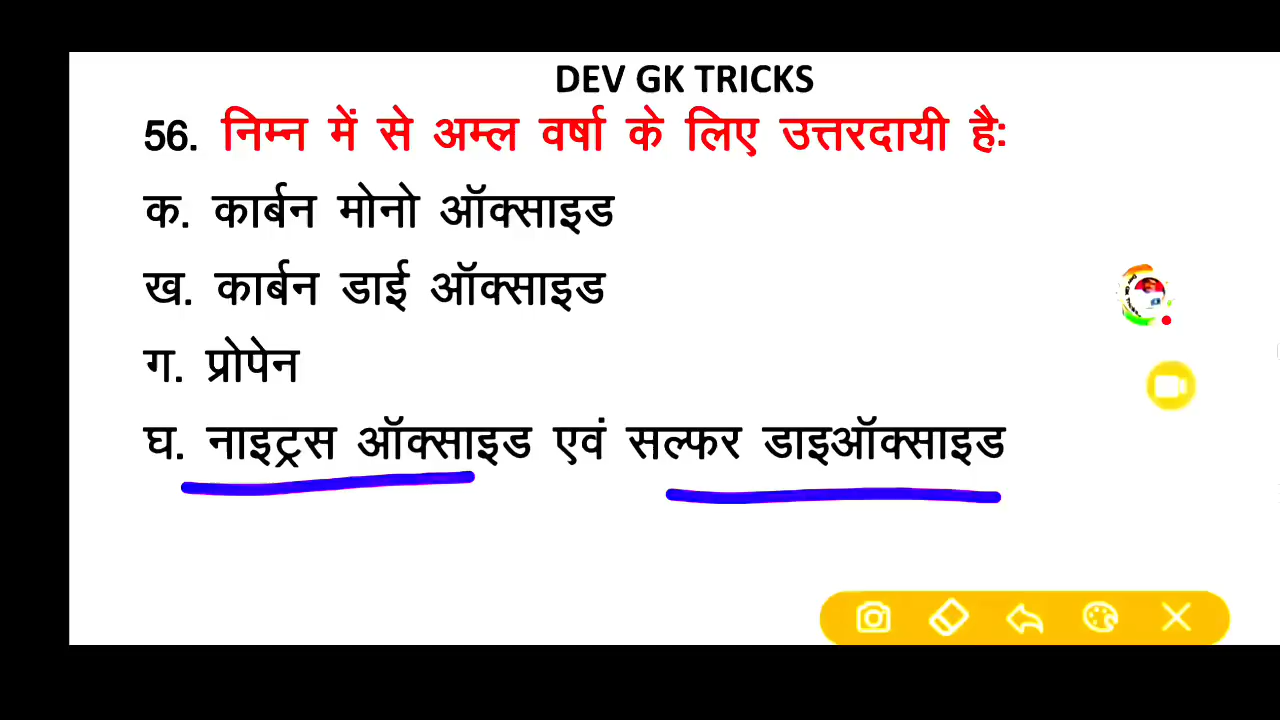 DEV GK TRICKS
56. निम्न में से अम्ल वर्षा के लिए उत्तरदायी है:
क. कार्बन मोनो ऑक्साइड
ख. कार्बन डाई ऑक्साइड
ग. प्रोपेन
घ. नाइट्रस ऑक्साइड एवं सल्फर डाइऑक्साइड